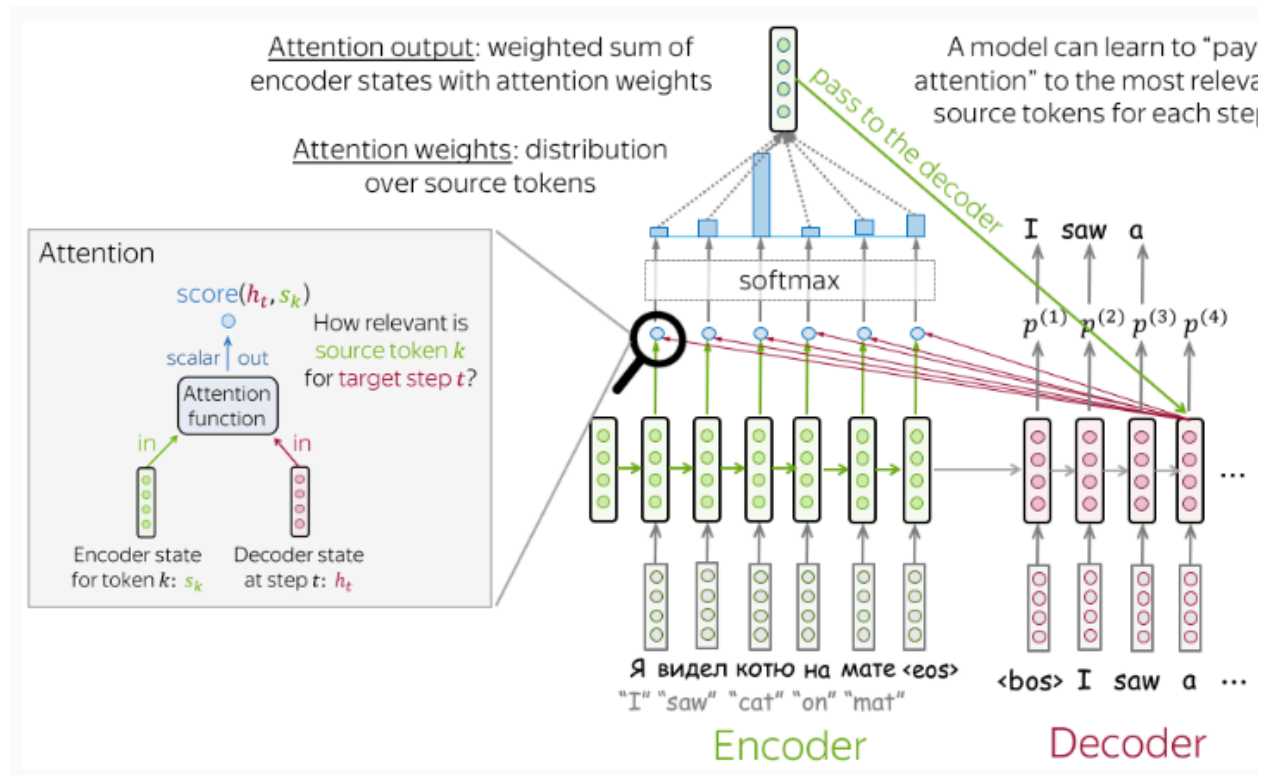 Attention output: weighted sum of
encoder states with attention weights
A model can learn to “pay
attention” to the most releva
source tokens for each step
pass to the decoder
Attention weights: distribution
over source tokens
Attention
score(h_t, s_k)
How relevant is
source token k
for target step t?
scalar out
Attention
function
in in
Encoder state
for token k: s_k
Decoder state
at step t: h_t
softmax
I saw a
p^(1) p^(2) p^(3) p^(4)
...
Я видел котю на мате <eos>
“I” “saw” “cat” “on” “mat”
<bos> I saw a ...
Encoder
Decoder